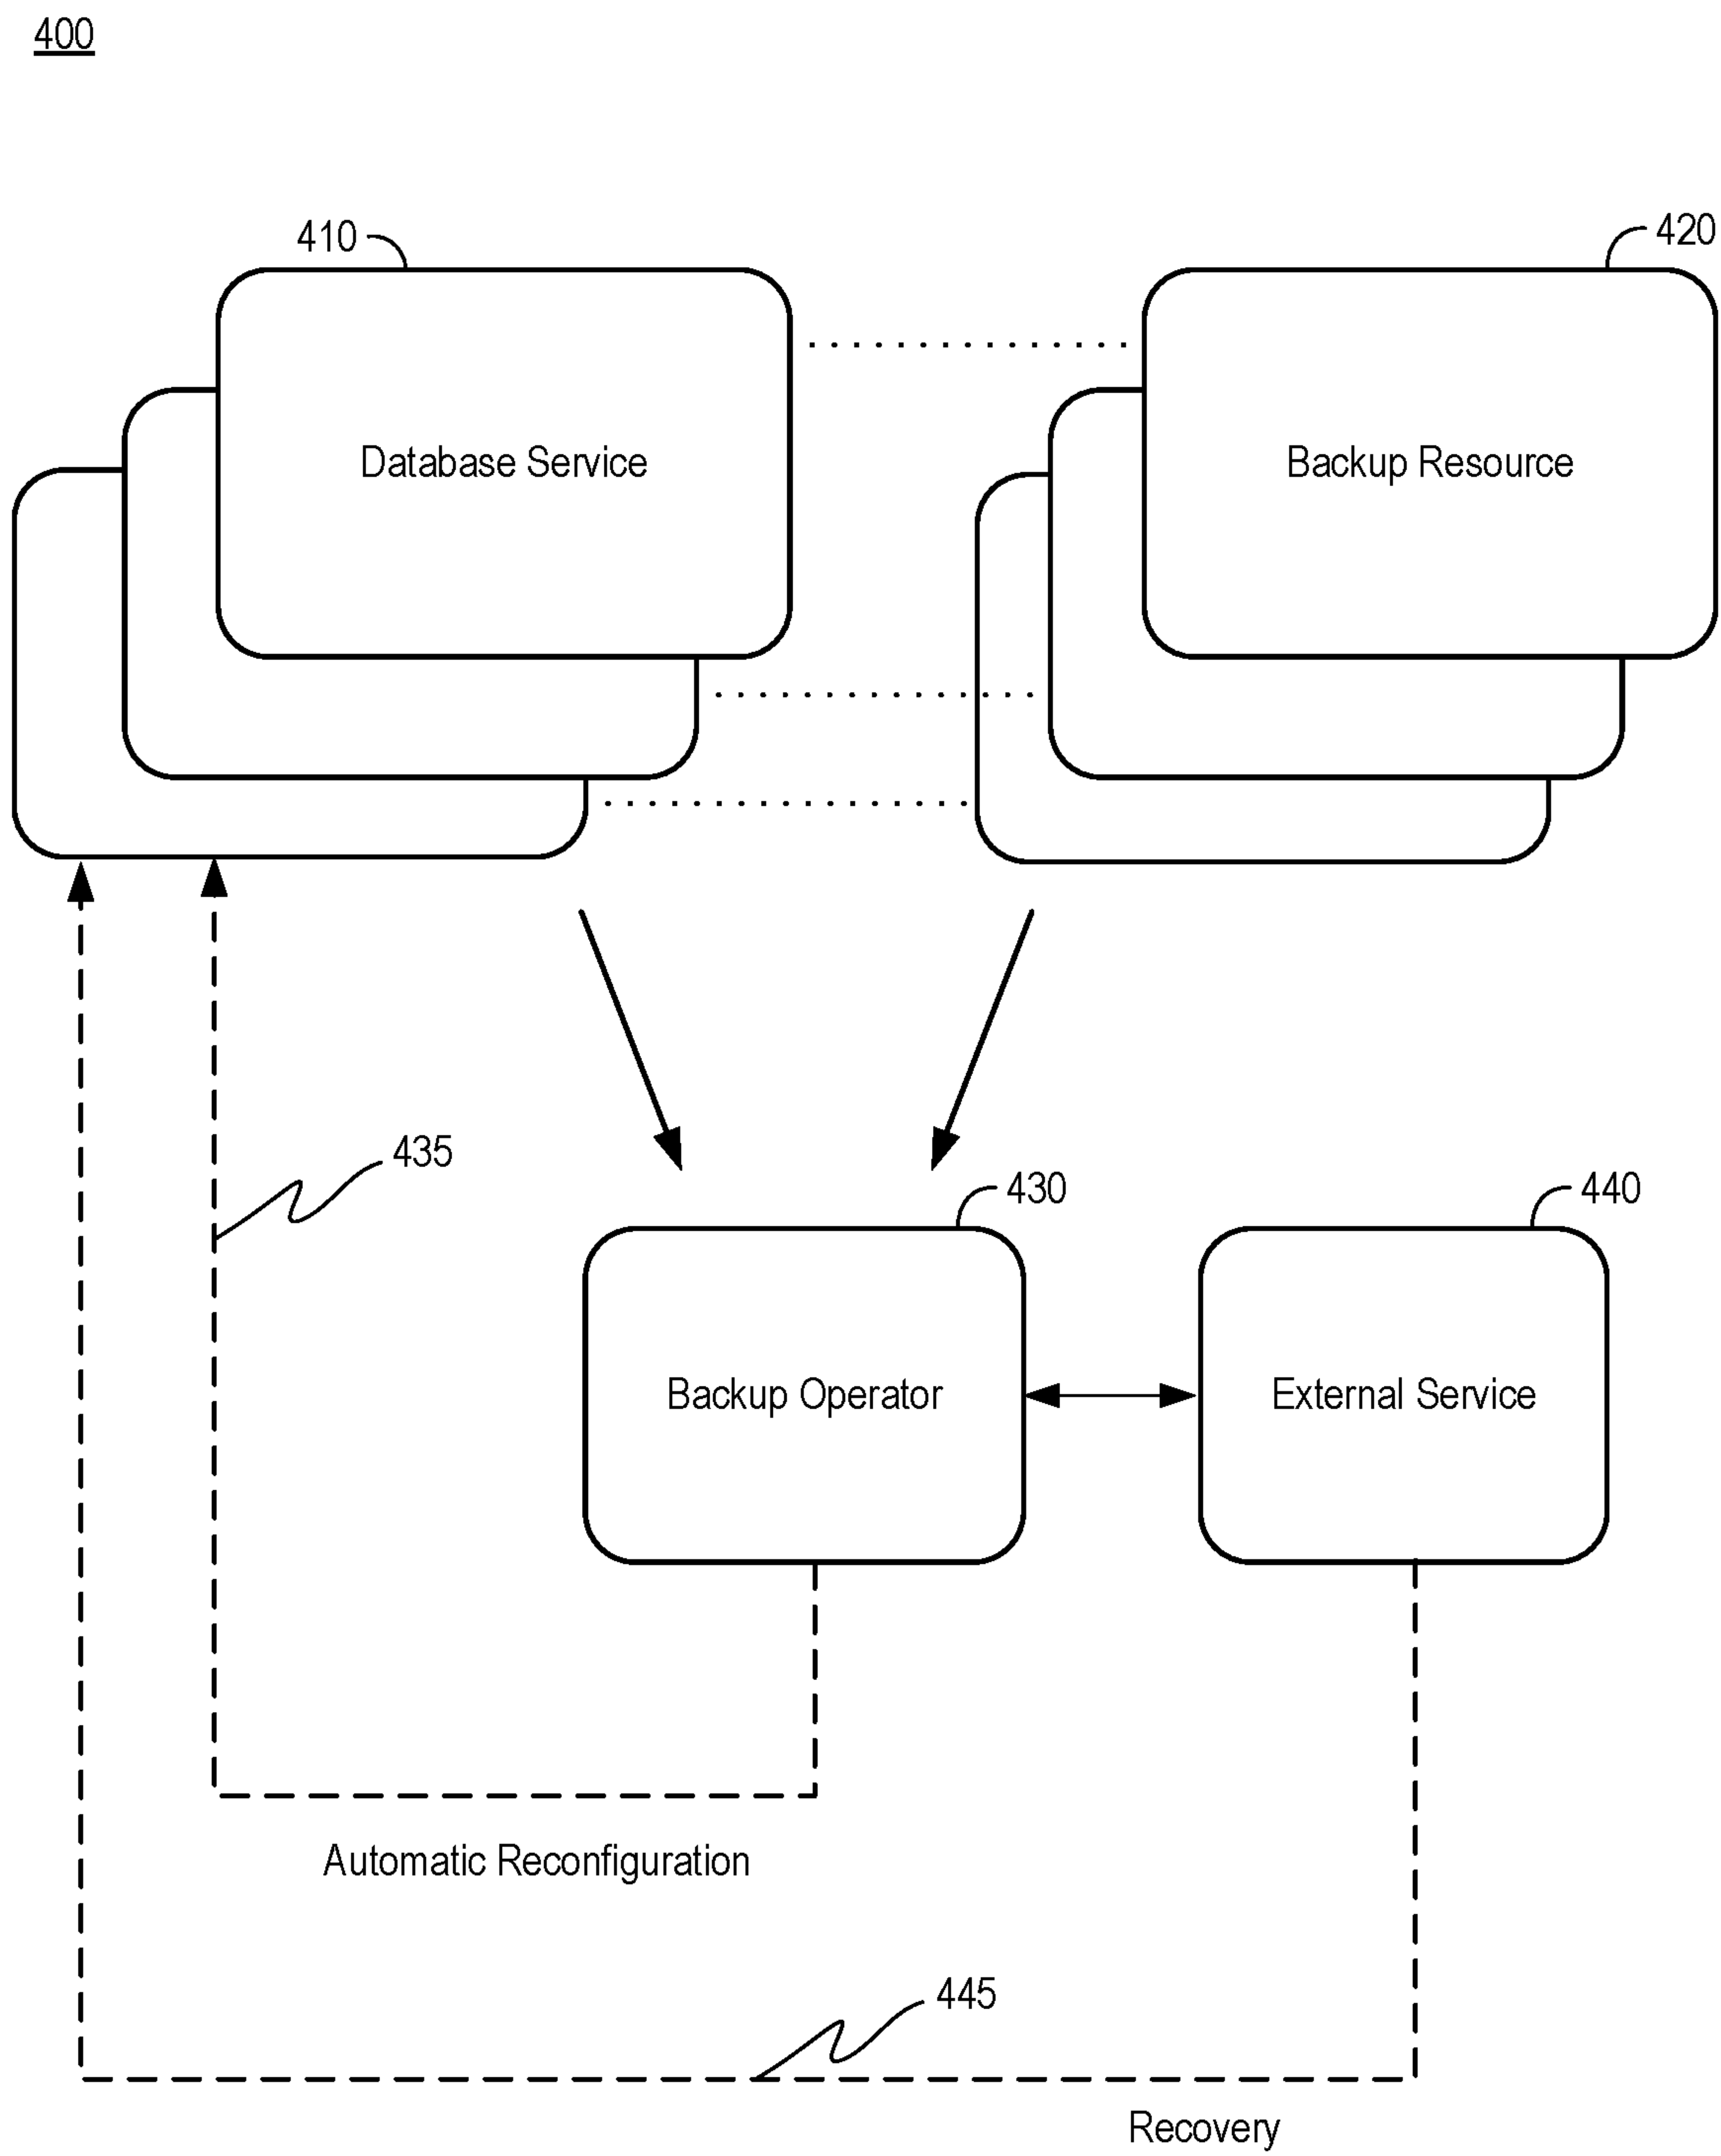 400
410
420
Database Service
Backup Resource
435
430
440
Backup Operator
External Service
Automatic Reconfiguration
445
Recovery